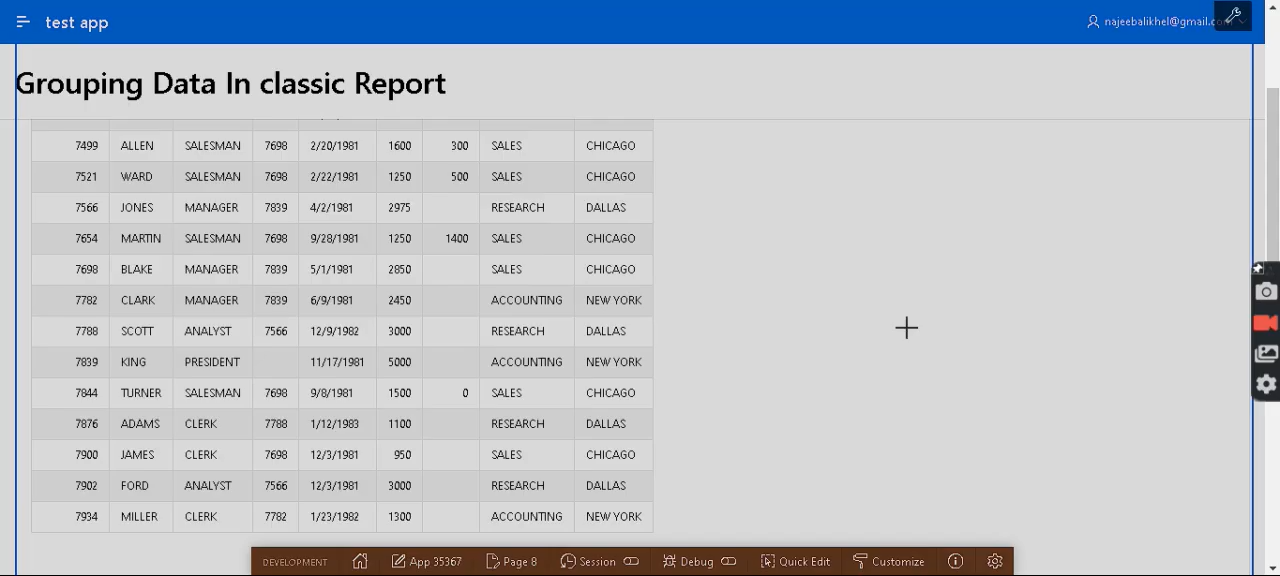 test app
najeebalikhel@gmail.co
Grouping Data In classic Report
7499 ALLEN SALESMAN 7698 2/20/1981 1600 300 SALES CHICAGO
7521 WARD SALESMAN 7698 2/22/1981 1250 500 SALES CHICAGO
7566 JONES MANAGER 7839 4/2/1981 2975 RESEARCH DALLAS
7654 MARTIN SALESMAN 7698 9/28/1981 1250 1400 SALES CHICAGO
7698 BLAKE MANAGER 7839 5/1/1981 2850 SALES CHICAGO
7782 CLARK MANAGER 7839 6/9/1981 2450 ACCOUNTING NEW YORK
7788 SCOTT ANALYST 7566 12/9/1982 3000 RESEARCH DALLAS
7839 KING PRESIDENT 11/17/1981 5000 ACCOUNTING NEW YORK
7844 TURNER SALESMAN 7698 9/8/1981 1500 0 SALES CHICAGO
7876 ADAMS CLERK 7788 1/12/1983 1100 RESEARCH DALLAS
7900 JAMES CLERK 7698 12/3/1981 950 SALES CHICAGO
7902 FORD ANALYST 7566 12/3/1981 3000 RESEARCH DALLAS
7934 MILLER CLERK 7782 1/23/1982 1300 ACCOUNTING NEW YORK
DEVELOPMENT App 35367 Page 8 Session Debug Quick Edit Customize